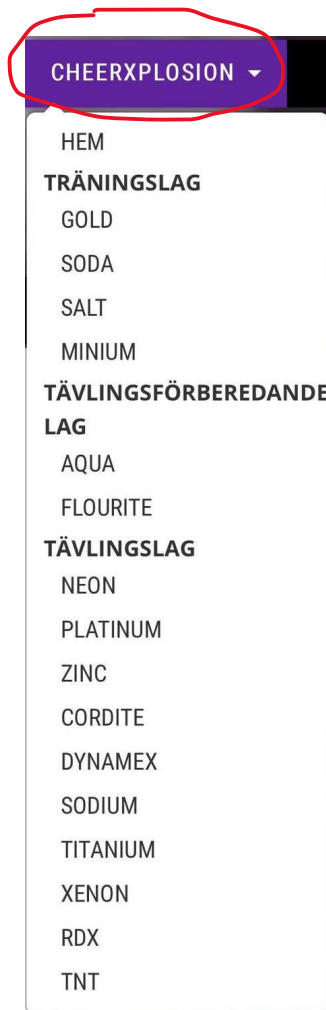 CHEERXPLOSION
HEM
TRÄNINGSLAG
GOLD
SODA
SALT
MINIUM
TÄVLINGSFÖRBEREDANDE
LAG
AQUA
FLOURITE
TÄVLINGSLAG
NEON
PLATINUM
ZINC
CORDITE
DYNAMEX
SODIUM
TITANIUM
XENON
RDX
TNT